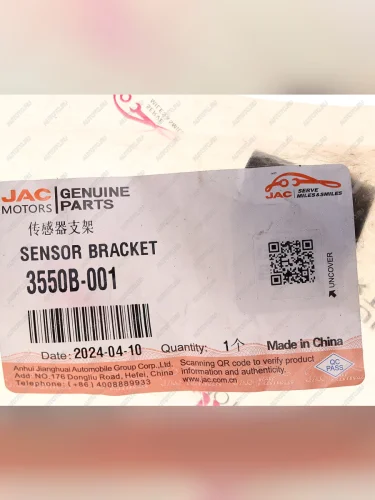 JAC MOTORS GENUINE PARTS
JAC SERVE MILES&SMILES
传感器支架
SENSOR BRACKET
3550B-001
UNCOVER
Date: 2024-04-10 Quantity: 1个 Made in China
Anhui Jianghuai Automobile Group Corp.,Ltd.
Add: NO.176 Dongliu Road, Hefei, China
Telephone: (+86) 4008889933
Scanning QR code to verify product
information and authenticity.
www.jac.com.cn
QC
PASS